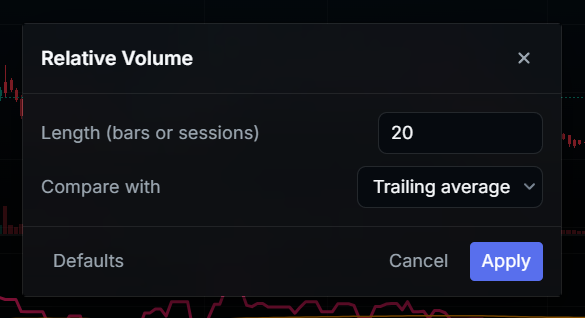 Relative Volume
Length (bars or sessions) 20
Compare with Trailing average
Defaults Cancel Apply